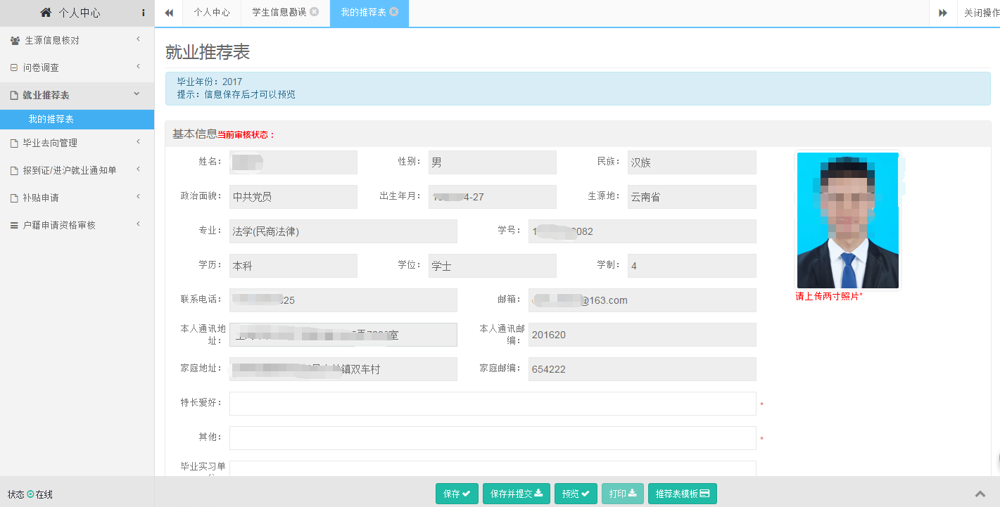 个人中心
个人中心
学生信息勘误
我的推荐表
关闭操作
生源信息核对
问卷调查
就业推荐表
我的推荐表
毕业去向管理
报到证/进沪就业通知单
补贴申请
户籍申请资格审核
就业推荐表
毕业年份：2017
提示：信息保存后才可以预览
基本信息当前审核状态：
姓名：
性别： 男
民族： 汉族
政治面貌： 中共党员
出生年月： 4-27
生源地： 云南省
专业： 法学(民商法律)
学号： 082
学历： 本科
学位： 学士
学制： 4
联系电话： 25
邮箱： @163.com
本人通讯地
址： 室
本人通讯邮
编： 201620
家庭地址： 镇双车村
家庭邮编： 654222
请上传两寸照片*
特长爱好： *
其他： *
毕业实习单
状态 在线
保存
保存并提交
预览
打印
推荐表模板